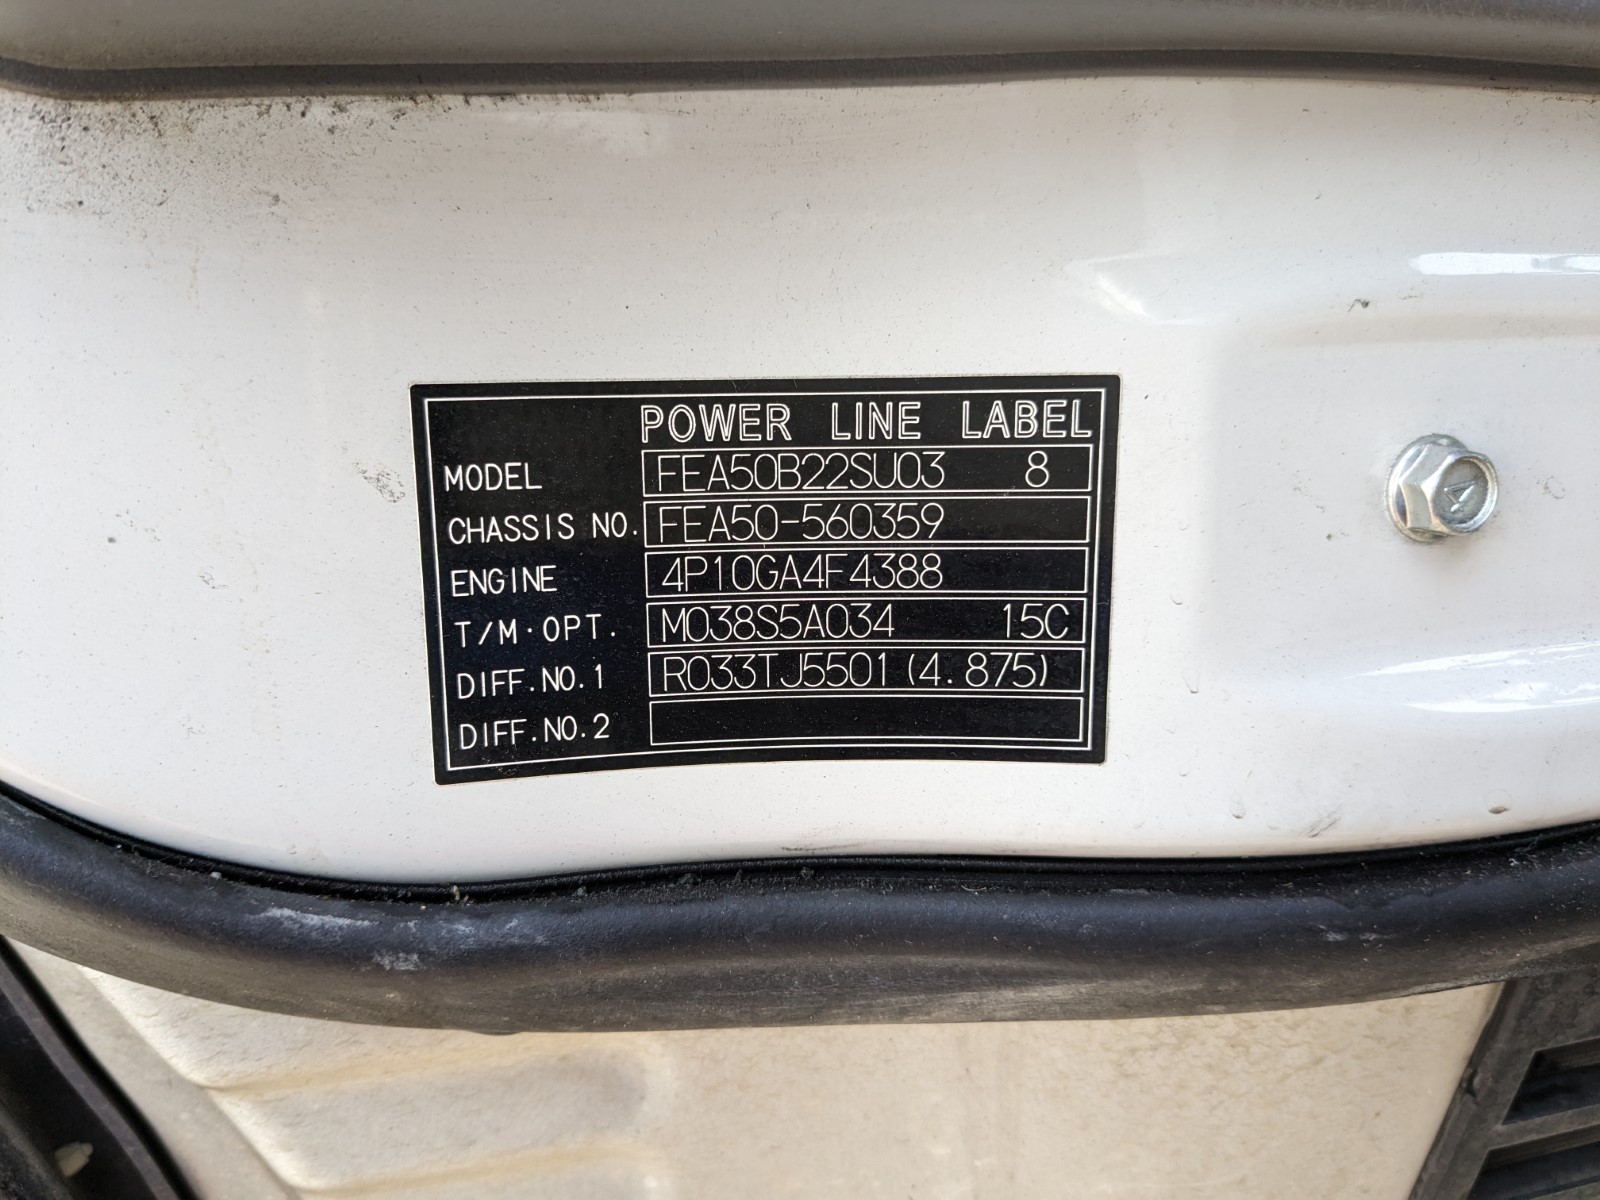 POWER LINE LABEL
MODEL FEA50B22SU03 8
CHASSIS NO. FEA50-560359
ENGINE 4P10GA4F4388
T/M·OPT. M038S5A034 15C
DIFF.NO.1 R033TJ5501(4.875)
DIFF.NO.2
4